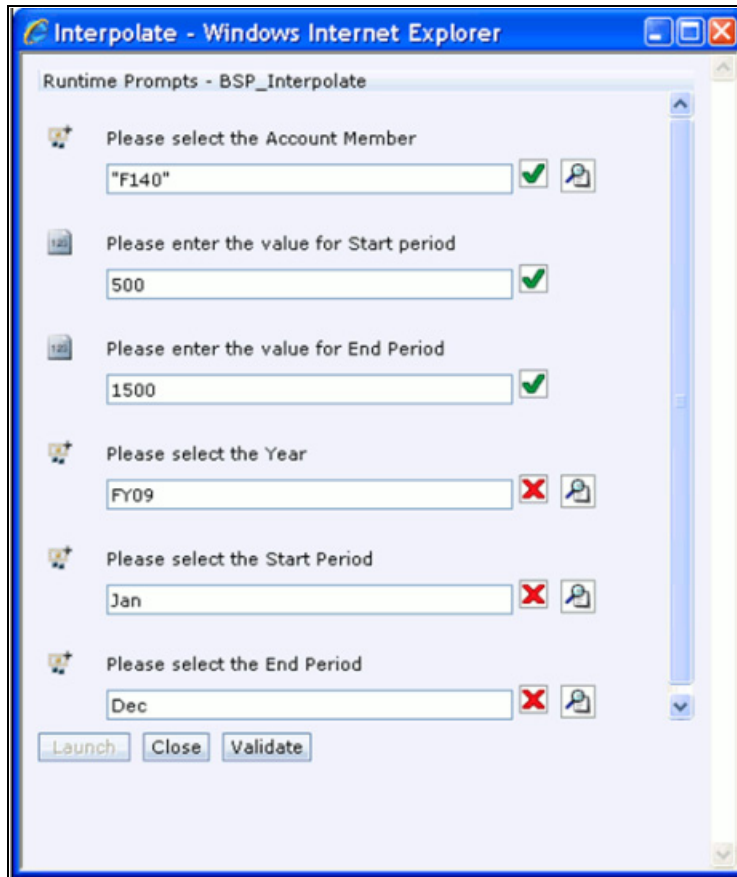 Interpolate - Windows Internet Explorer
Runtime Prompts - BSP_Interpolate
Please select the Account Member
"F140"
123
Please enter the value for Start period
500
123
Please enter the value for End Period
1500
Please select the Year
FY09
Please select the Start Period
Jan
Please select the End Period
Dec
Launch Close Validate